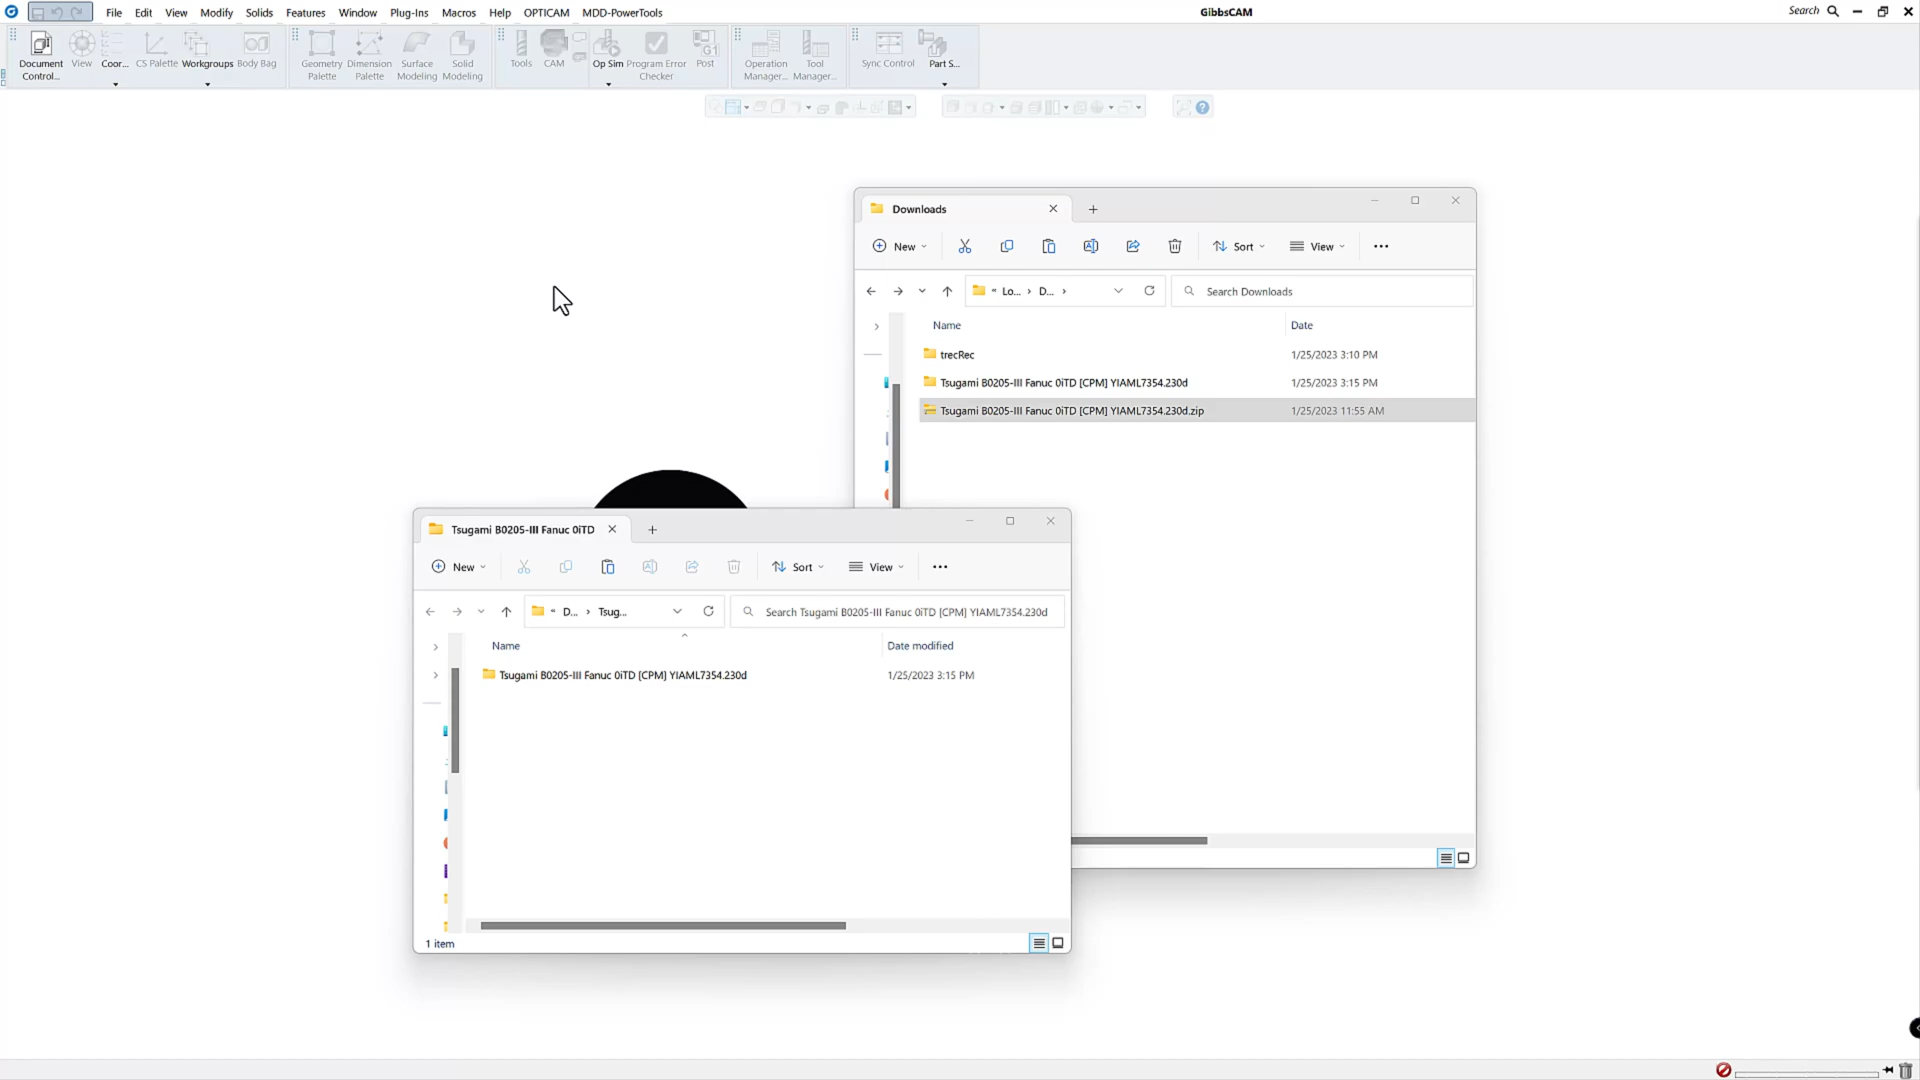 File Edit View Modify Solids Features Window Plug-Ins Macros Help OPTICAM MDD-PowerTools GibbsCAM Search
Document Control... View Coor... CS Palette Workgroups Body Bag Geometry Palette Dimension Palette Surface Modeling Solid Modeling Tools CAM Op Sim Program Error Checker G1 Post Operation Manager... Tool Manager... Sync Control Part S...
Downloads
New Sort View
« Lo... › D... › Search Downloads
Name Date
trecRec 1/25/2023 3:10 PM
Tsugami B0205-III Fanuc 0iTD [CPM] YIAML7354.230d 1/25/2023 3:15 PM
Tsugami B0205-III Fanuc 0iTD [CPM] YIAML7354.230d.zip 1/25/2023 11:55 AM
Tsugami B0205-III Fanuc 0iTD
New Sort View
« D... › Tsug... Search Tsugami B0205-III Fanuc 0iTD [CPM] YIAML7354.230d
Name Date modified
Tsugami B0205-III Fanuc 0iTD [CPM] YIAML7354.230d 1/25/2023 3:15 PM
1 item